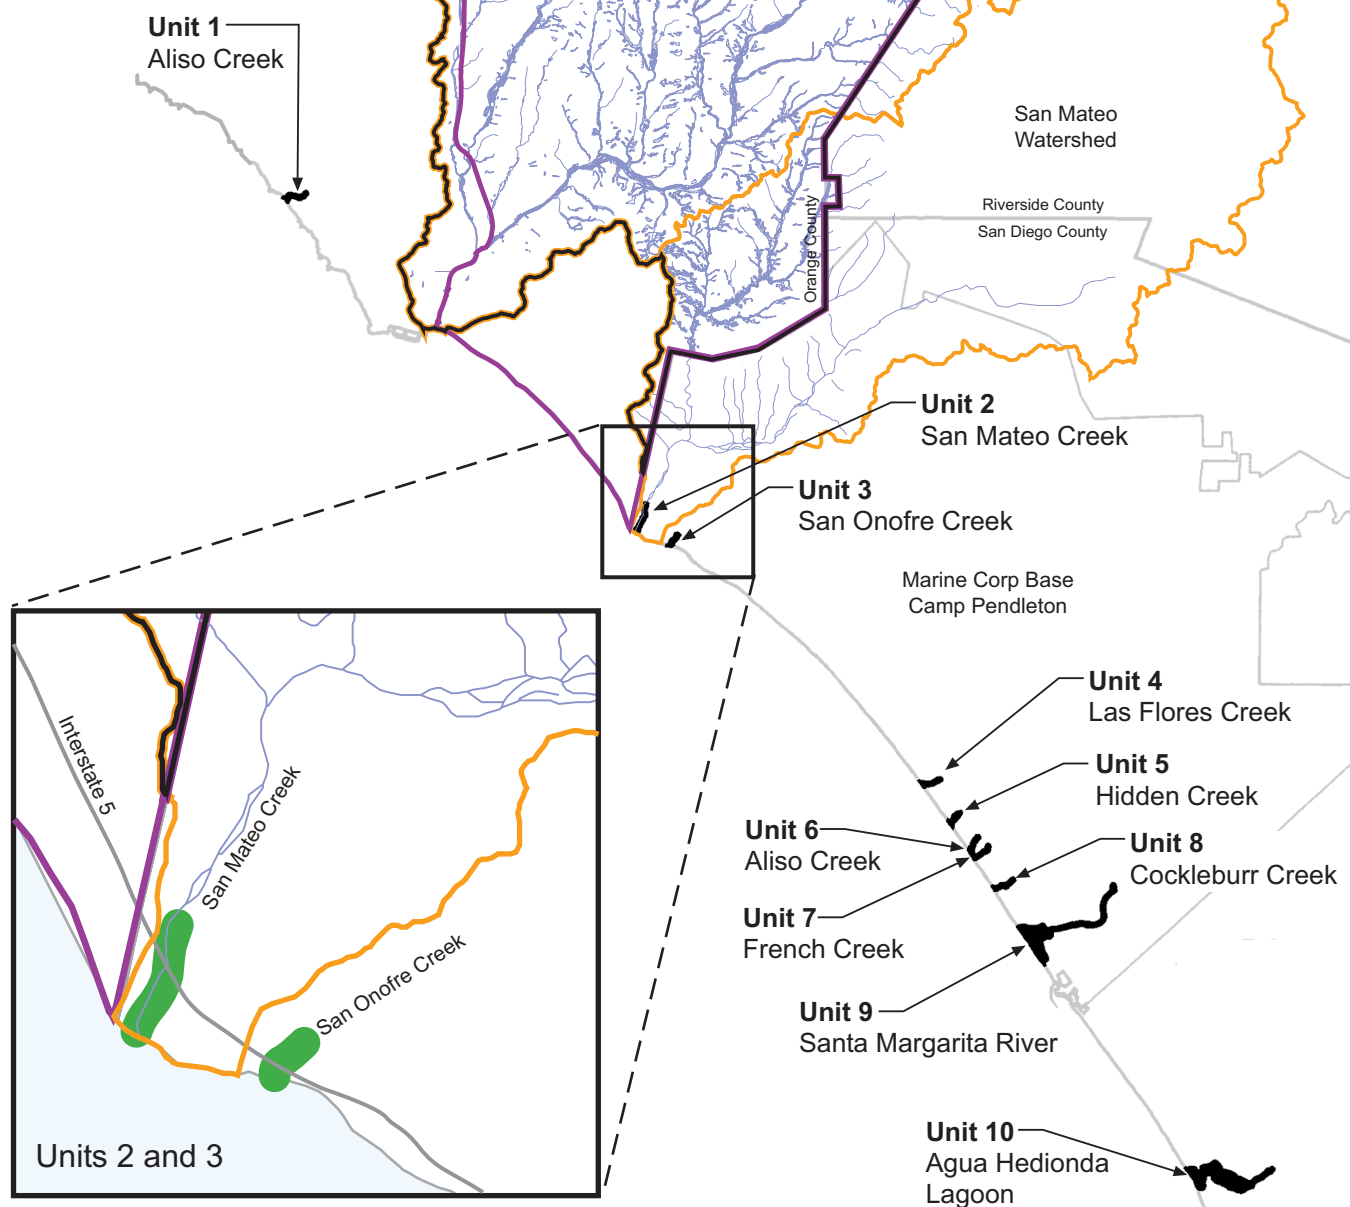 Unit 1
Aliso Creek
San Mateo
Watershed
Riverside County
San Diego County
Orange County
Unit 2
San Mateo Creek
Unit 3
San Onofre Creek
Marine Corp Base
Camp Pendleton
Unit 4
Las Flores Creek
Unit 5
Hidden Creek
Unit 6
Aliso Creek
Unit 8
Cockleburr Creek
Unit 7
French Creek
Unit 9
Santa Margarita River
Unit 10
Agua Hedionda
Lagoon
Interstate 5
San Mateo Creek
San Onofre Creek
Units 2 and 3